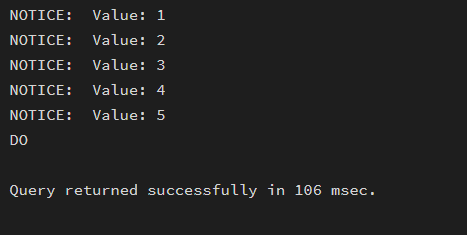 NOTICE:  Value: 1
NOTICE:  Value: 2
NOTICE:  Value: 3
NOTICE:  Value: 4
NOTICE:  Value: 5
DO
Query returned successfully in 106 msec.